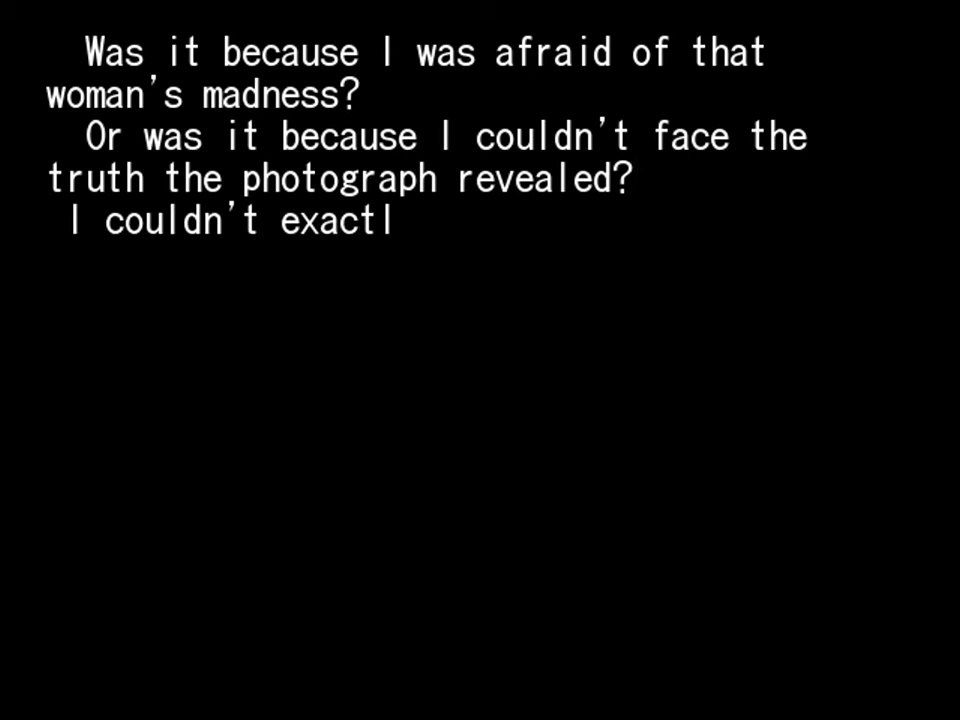 Was it because I was afraid of that
woman's madness?
Or was it because I couldn't face the
truth the photograph revealed?
I couldn't exactl